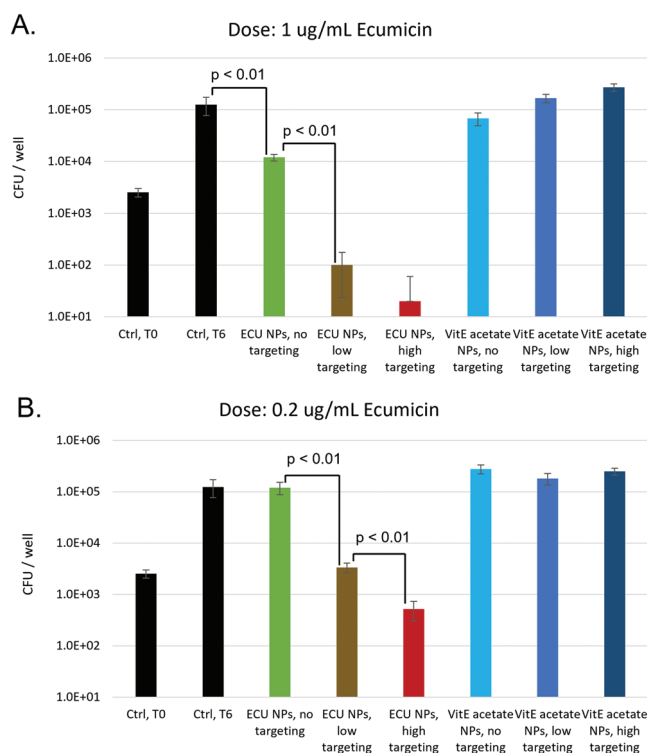 A.
Dose: 1 ug/mL Ecumicin
1.0E+06
1.0E+05
1.0E+04
1.0E+03
1.0E+02
1.0E+01
CFU / well
p < 0.01
p < 0.01
Ctrl, T0
Ctrl, T6
ECU NPs, no
targeting
ECU NPs,
low
targeting
ECU NPs,
high
targeting
VitE acetate
NPs, no
targeting
VitE acetate
NPs, low
targeting
VitE acetate
NPs, high
targeting
B.
Dose: 0.2 ug/mL Ecumicin
1.0E+06
1.0E+05
1.0E+04
1.0E+03
1.0E+02
1.0E+01
CFU / well
p < 0.01
p < 0.01
Ctrl, T0
Ctrl, T6
ECU NPs, no
targeting
ECU NPs,
low
targeting
ECU NPs,
high
targeting
VitE acetate
NPs, no
targeting
VitE acetate
NPs, low
targeting
VitE acetate
NPs, high
targeting